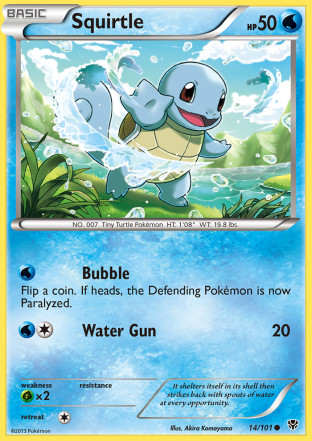 BASIC
Squirtle
HP50
NO. 007 Tiny Turtle Pokémon HT: 1'08" WT: 19.8 lbs.
Bubble
Flip a coin. If heads, the Defending Pokémon is now
Paralyzed.
Water Gun 20
weakness resistance
×2
retreat
It shelters itself in its shell then
strikes back with spouts of water
at every opportunity.
©2013 Pokémon
Illus. Akira Komayama
14/101